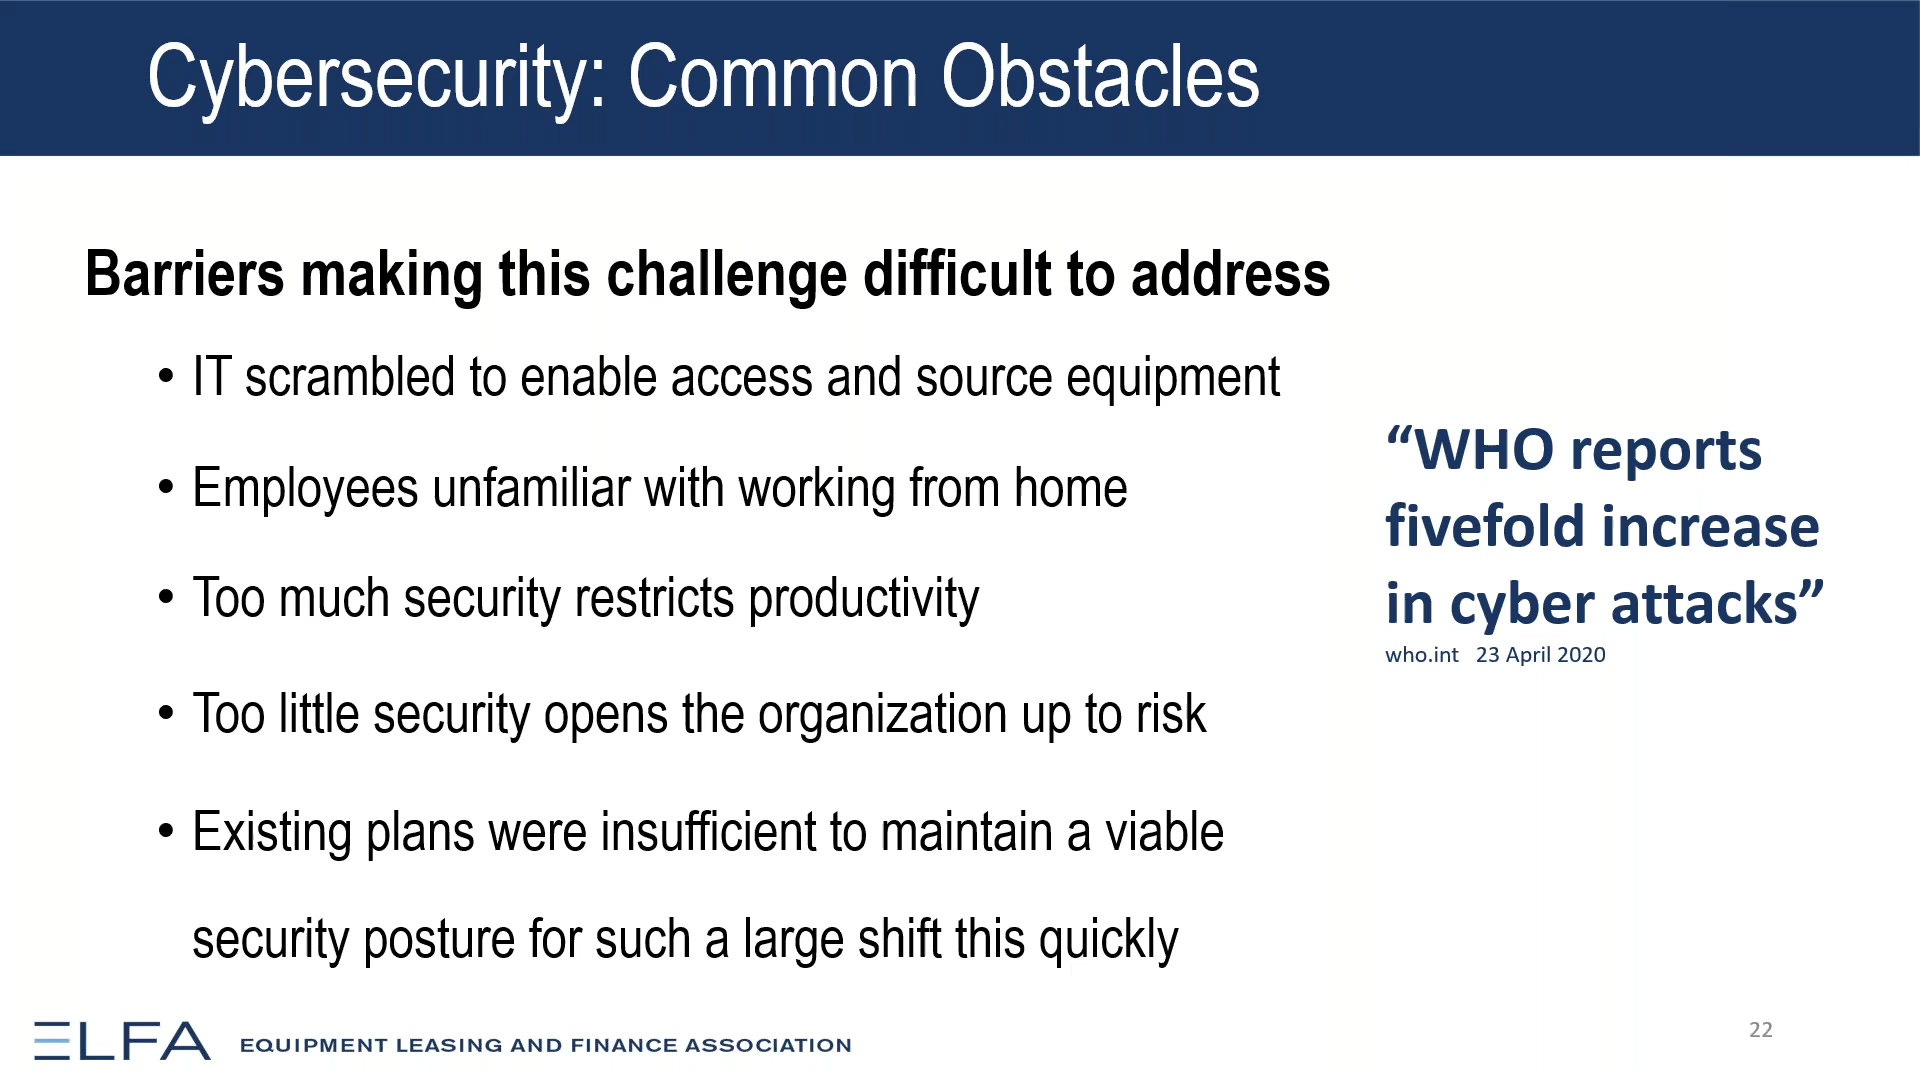 Cybersecurity: Common Obstacles
Barriers making this challenge difficult to address
• IT scrambled to enable access and source equipment
• Employees unfamiliar with working from home
• Too much security restricts productivity
• Too little security opens the organization up to risk
• Existing plans were insufficient to maintain a viable
security posture for such a large shift this quickly
“WHO reports
fivefold increase
in cyber attacks”
who.int 23 April 2020
ELFA EQUIPMENT LEASING AND FINANCE ASSOCIATION
22